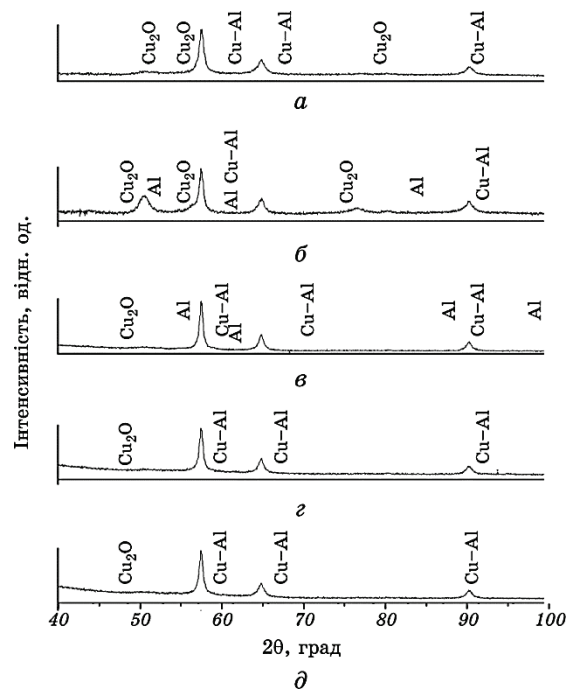 Cu₂O Cu₂O Cu–Al Cu–Al Cu₂O Cu–Al
а
Cu₂O Al Cu₂O Al Cu–Al Cu₂O Al Cu–Al
б
Cu₂O Al Cu–Al Al Cu–Al Al Cu–Al Al
в
Cu₂O Cu–Al Cu–Al Cu–Al
г
Cu₂O Cu–Al Cu–Al Cu–Al
40 50 60 70 80 90 100
2θ, град
д
Інтенсивність, відн. од.